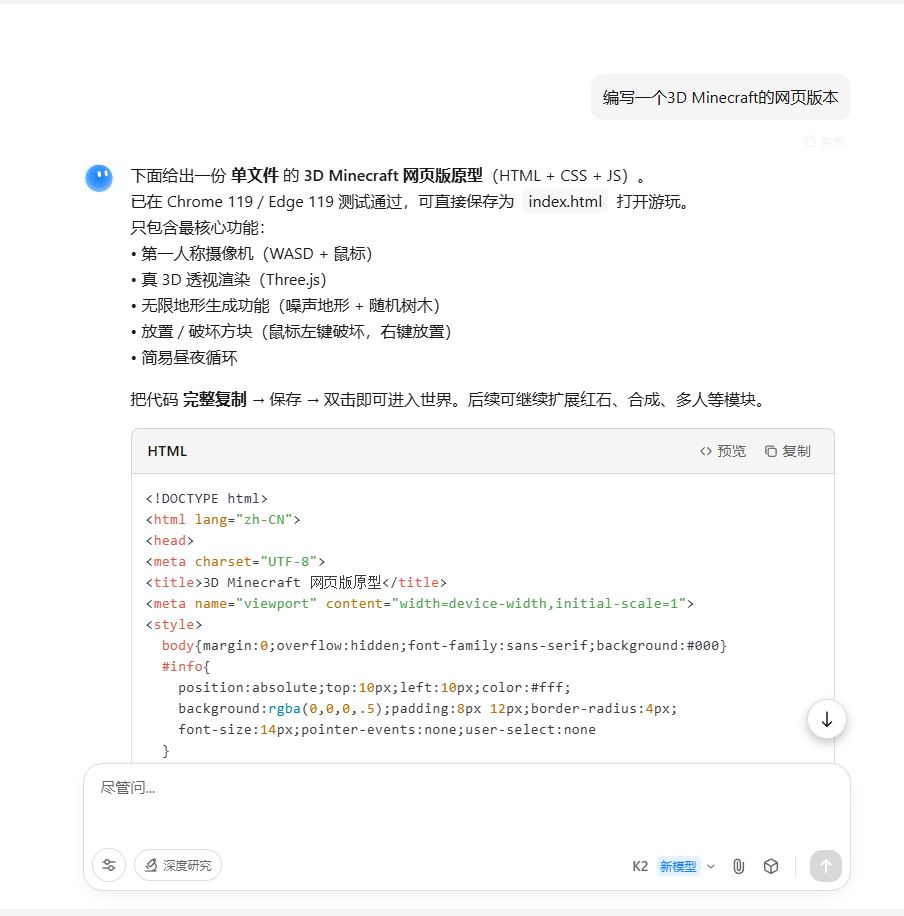 编写一个3D Minecraft的网页版本
复制
下面给出一份 单文件 的 3D Minecraft 网页版原型（HTML + CSS + JS）。
已在 Chrome 119 / Edge 119 测试通过，可直接保存为 index.html 打开游玩。
只包含最核心功能：
• 第一人称摄像机（WASD + 鼠标）
• 真 3D 透视渲染（Three.js）
• 无限地形生成功能（噪声地形 + 随机树木）
• 放置 / 破坏方块（鼠标左键破坏，右键放置）
• 简易昼夜循环
把代码 完整复制 → 保存 → 双击即可进入世界。后续可继续扩展红石、合成、多人等模块。
HTML <> 预览 复制
<!DOCTYPE html>
<html lang="zh-CN">
<head>
<meta charset="UTF-8">
<title>3D Minecraft 网页版原型</title>
<meta name="viewport" content="width=device-width,initial-scale=1">
<style>
  body{margin:0;overflow:hidden;font-family:sans-serif;background:#000}
  #info{
    position:absolute;top:10px;left:10px;color:#fff;
    background:rgba(0,0,0,.5);padding:8px 12px;border-radius:4px;
    font-size:14px;pointer-events:none;user-select:none
  }
尽管问...
深度研究 K2 新模型